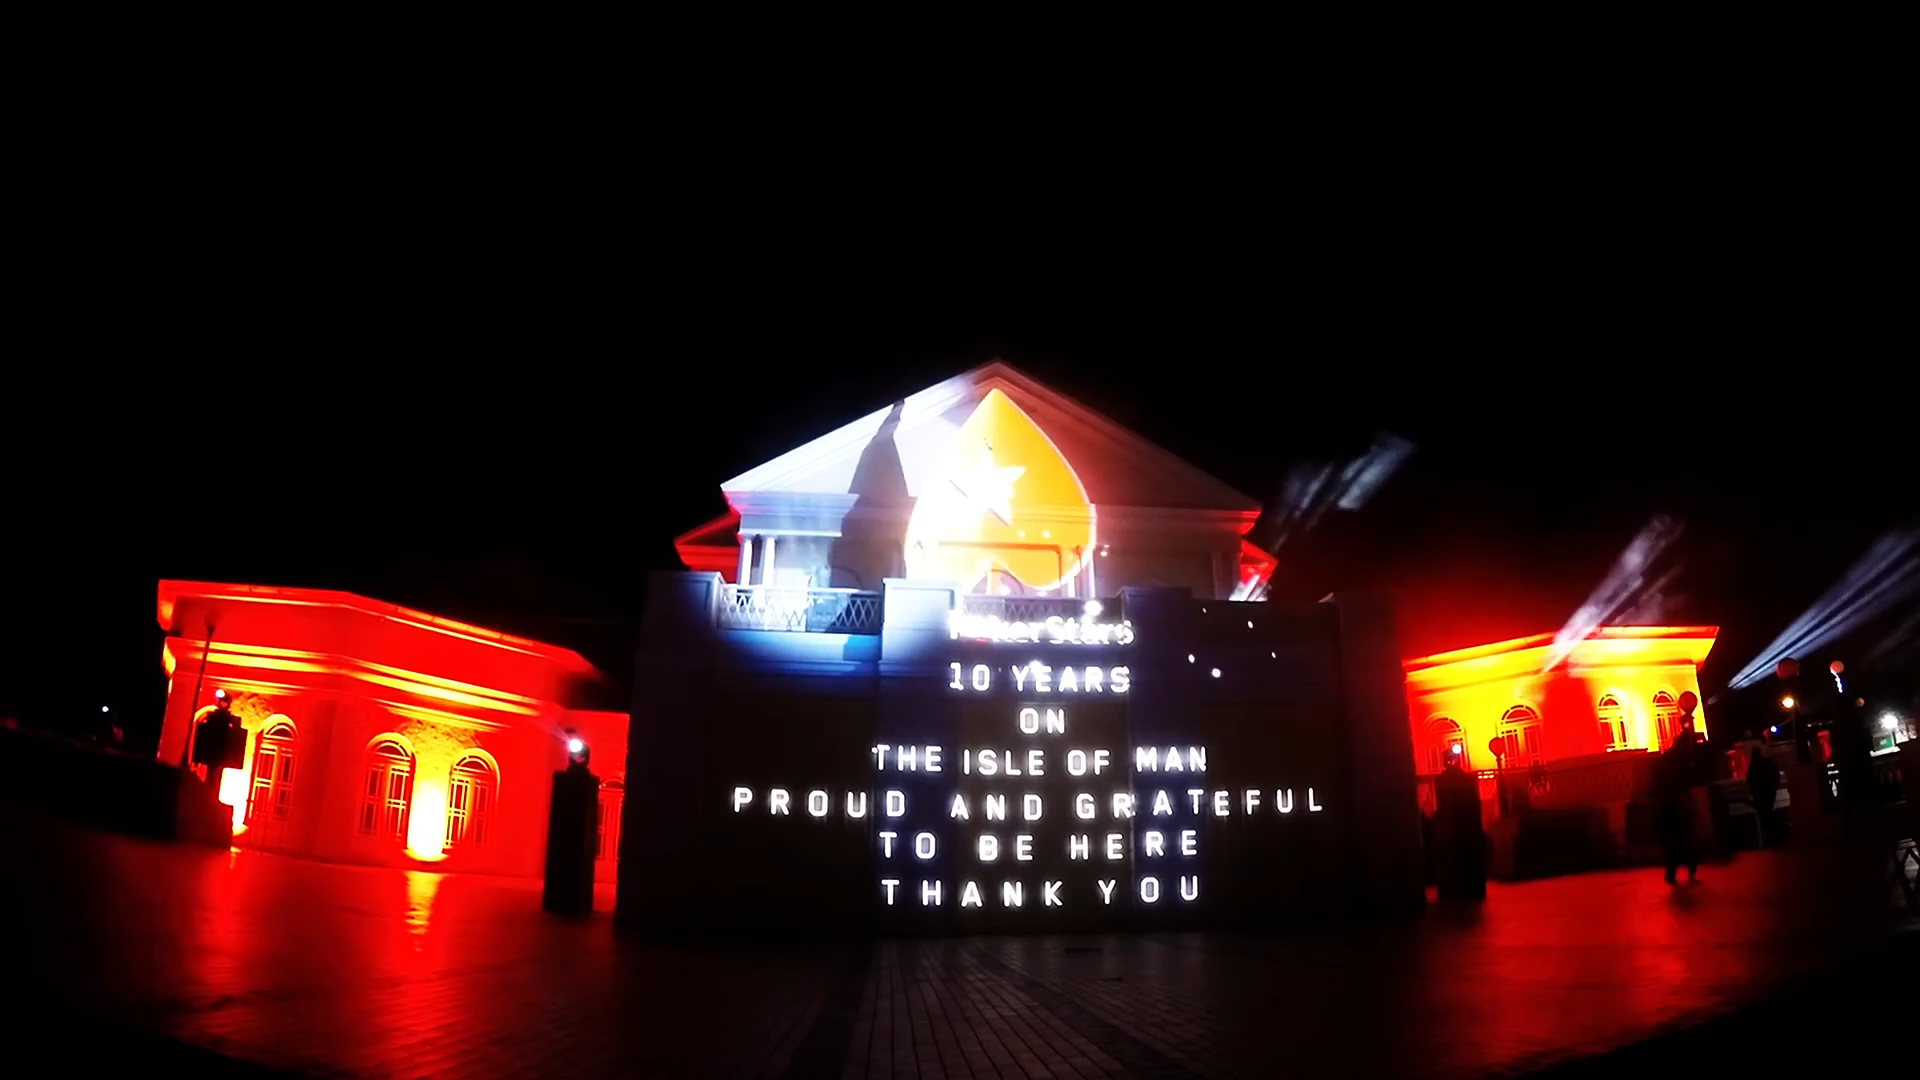 PokerStars
10 YEARS
ON
THE ISLE OF MAN
PROUD AND GRATEFUL
TO BE HERE
THANK YOU